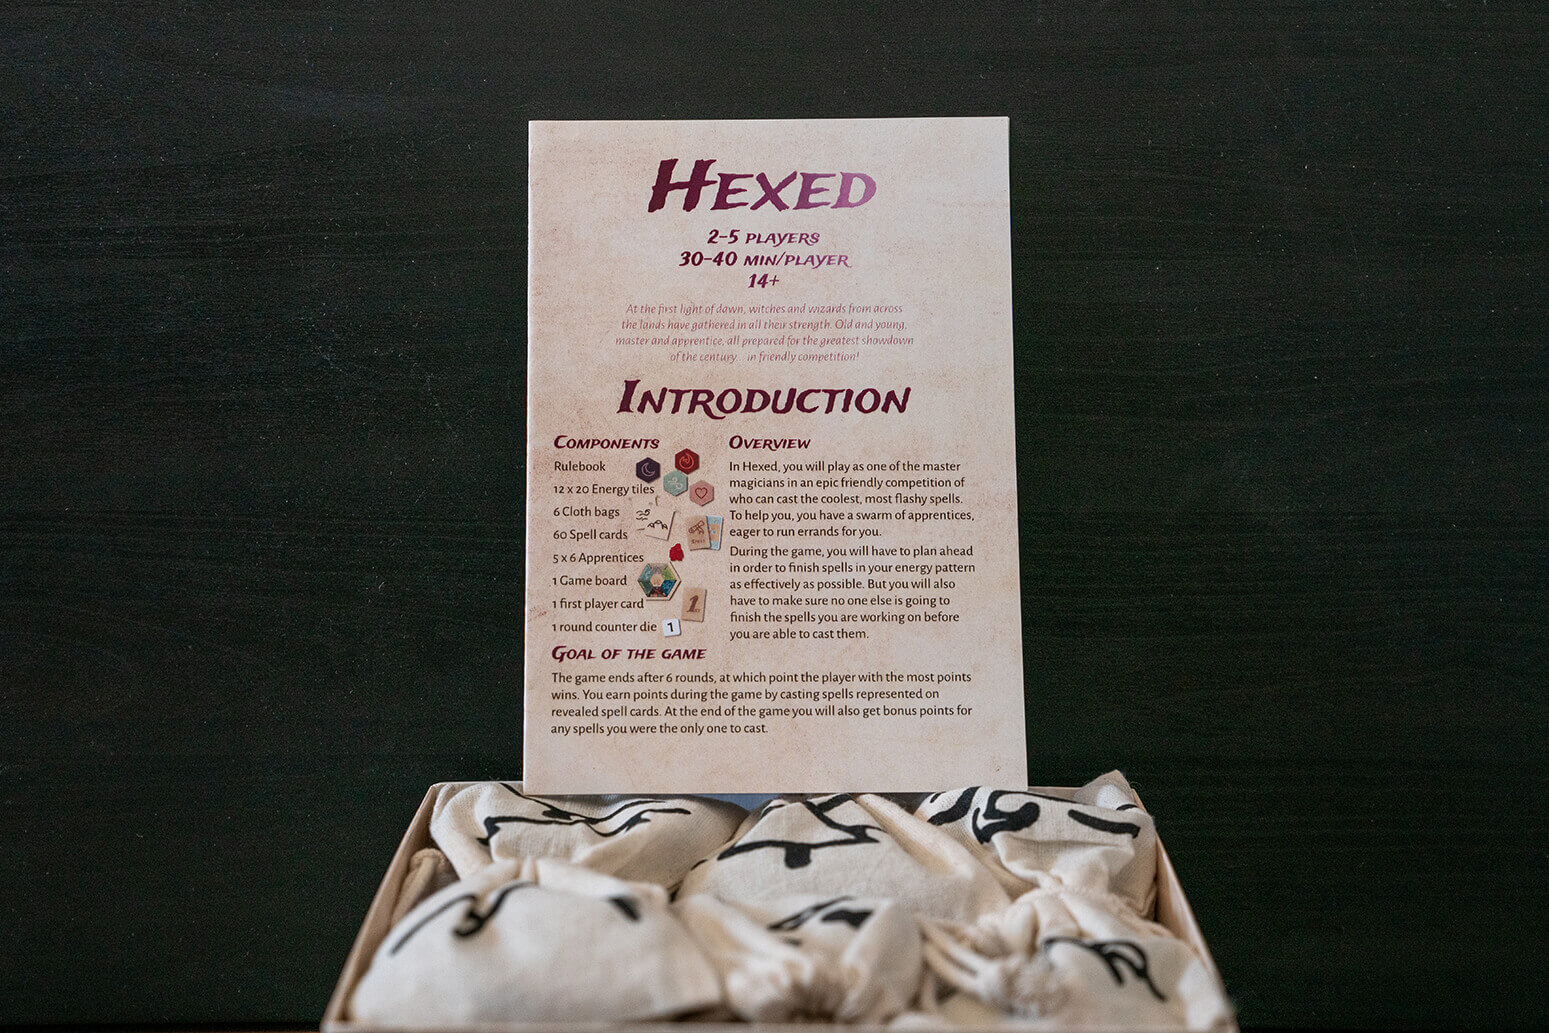 HEXED
2-5 PLAYERS
30-40 MIN/PLAYER
14+
At the first light of dawn, witches and wizards from across
the lands have gathered in all their strength. Old and young,
master and apprentice, all prepared for the greatest showdown
of the century... in friendly competition!
INTRODUCTION
COMPONENTS
Rulebook
12 x 20 Energy tiles
6 Cloth bags
60 Spell cards
5 x 6 Apprentices
1 Game board
1 first player card
1
1 round counter die
1
OVERVIEW
In Hexed, you will play as one of the master
magicians in an epic friendly competition of
who can cast the coolest, most flashy spells.
To help you, you have a swarm of apprentices,
eager to run errands for you.
During the game, you will have to plan ahead
in order to finish spells in your energy pattern
as effectively as possible. But you will also
have to make sure no one else is going to
finish the spells you are working on before
you are able to cast them.
GOAL OF THE GAME
The game ends after 6 rounds, at which point the player with the most points
wins. You earn points during the game by casting spells represented on
revealed spell cards. At the end of the game you will also get bonus points for
any spells you were the only one to cast.